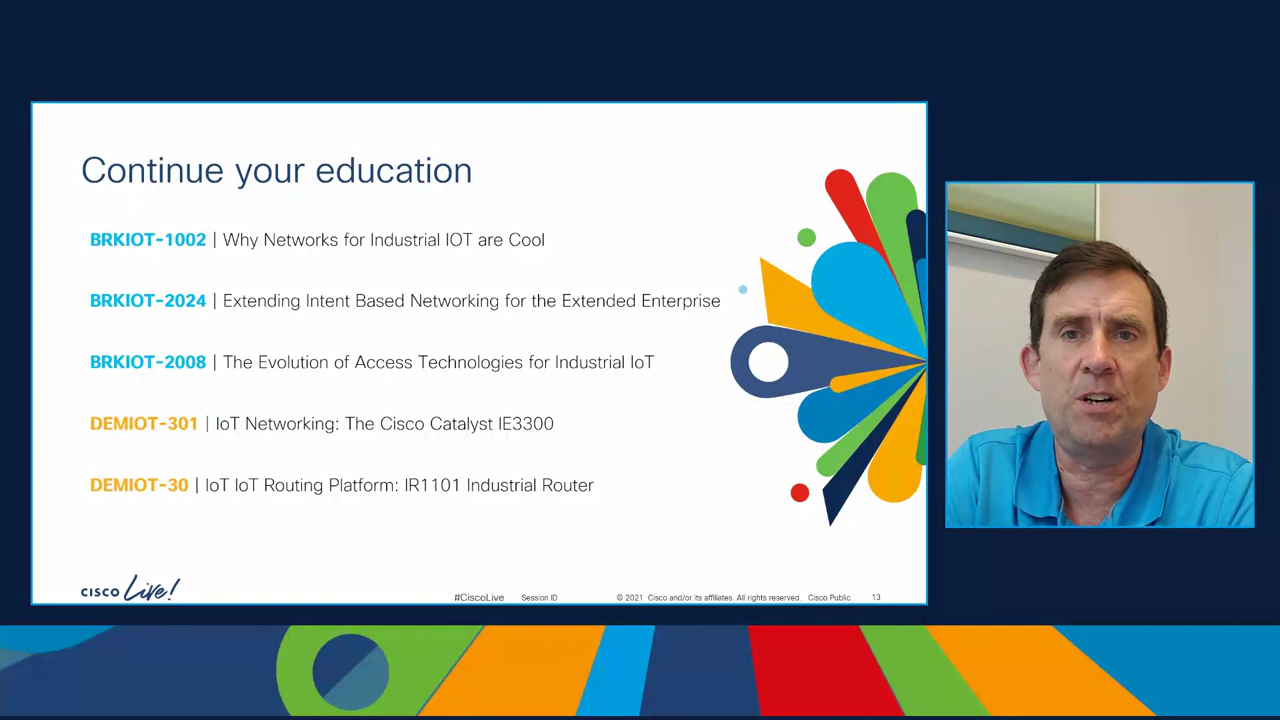 Continue your education
BRKIOT-1002 | Why Networks for Industrial IOT are Cool
BRKIOT-2024 | Extending Intent Based Networking for the Extended Enterprise
BRKIOT-2008 | The Evolution of Access Technologies for Industrial IoT
DEMIOT-301 | IoT Networking: The Cisco Catalyst IE3300
DEMIOT-30 | IoT IoT Routing Platform: IR1101 Industrial Router
CISCO Live!
#CiscoLive Session ID © 2021 Cisco and/or its affiliates. All rights reserved. Cisco Public 13